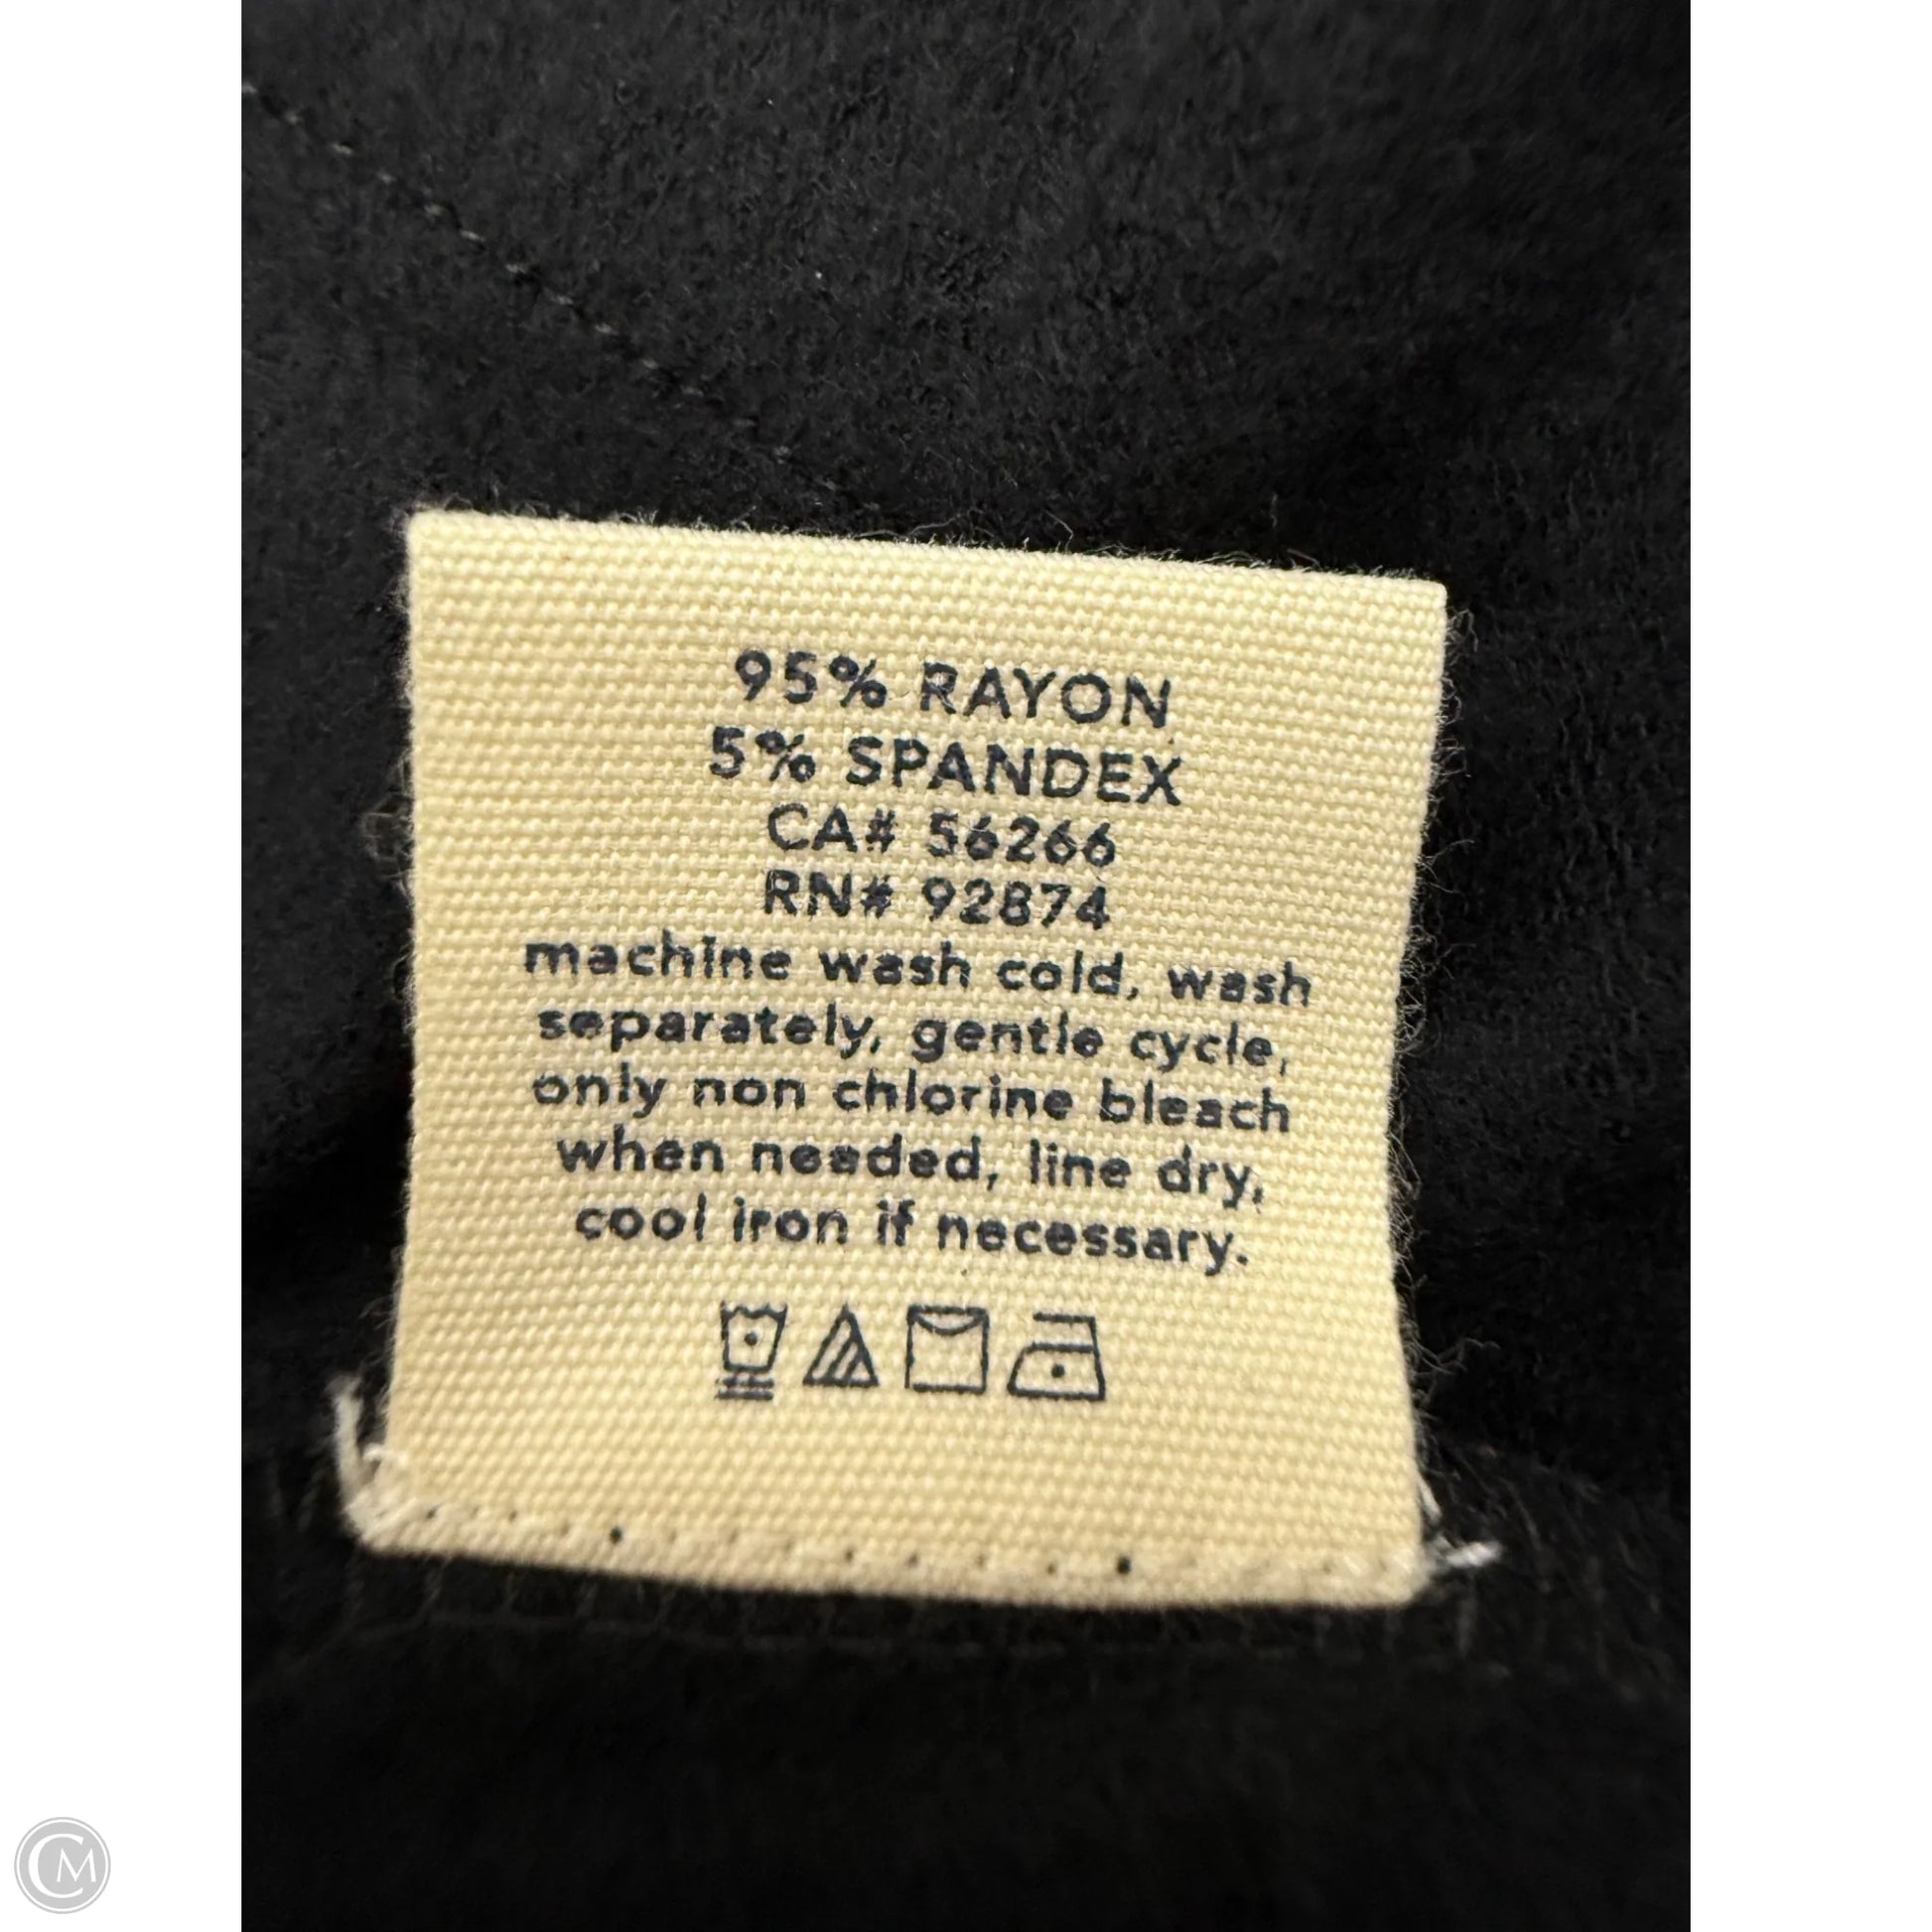 95% RAYON
5% SPANDEX
CA# 56266
RN# 92874
machine wash cold, wash
separately, gentle cycle,
only non chlorine bleach
when needed, line dry,
cool iron if necessary.
CM